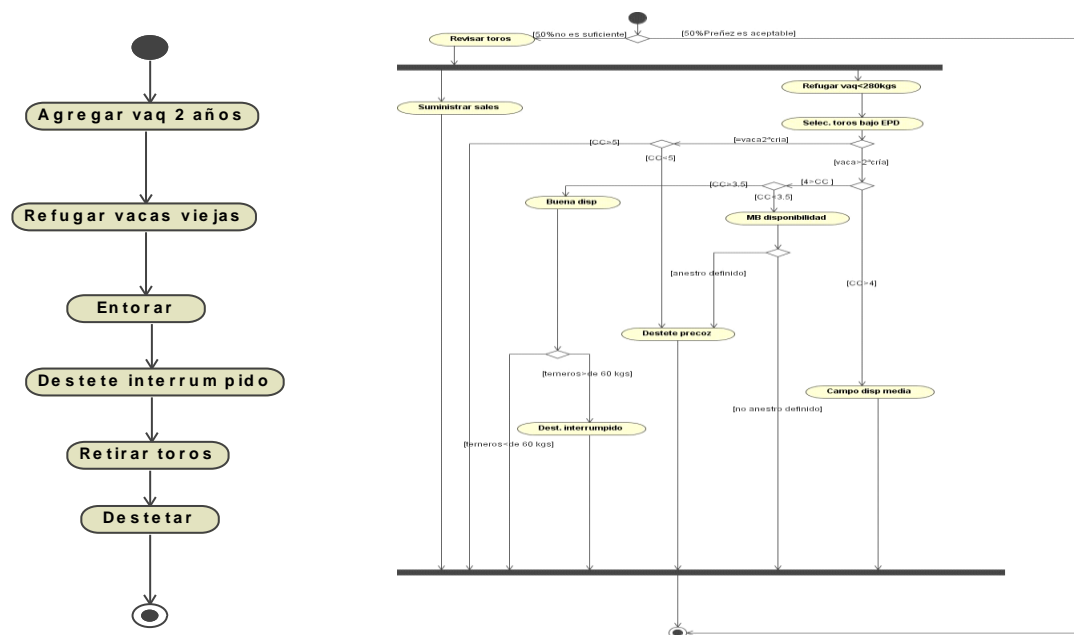 Agregar vaq 2 años
Refugar vacas viejas
Entorar
Destete interrumpido
Retirar toros
Destetar
[50%no es suficiente]
[50%Preñez es aceptable]
Revisar toros
Refugar vaq<280kgs
Suministrar sales
Selec. toros bajo EPD
[CC>5]
[=vaca2ªcria]
[CC<5]
[vaca>2ªcría]
[CC>3.5]
[4>CC ]
[CC<3.5]
Buena disp
MB disponibilidad
[anestro definido]
[CC>4]
Destete precoz
[terneros>de 60 kgs]
Campo disp media
[no anestro definido]
Dest. interrumpido
[terneros<de 60 kgs]